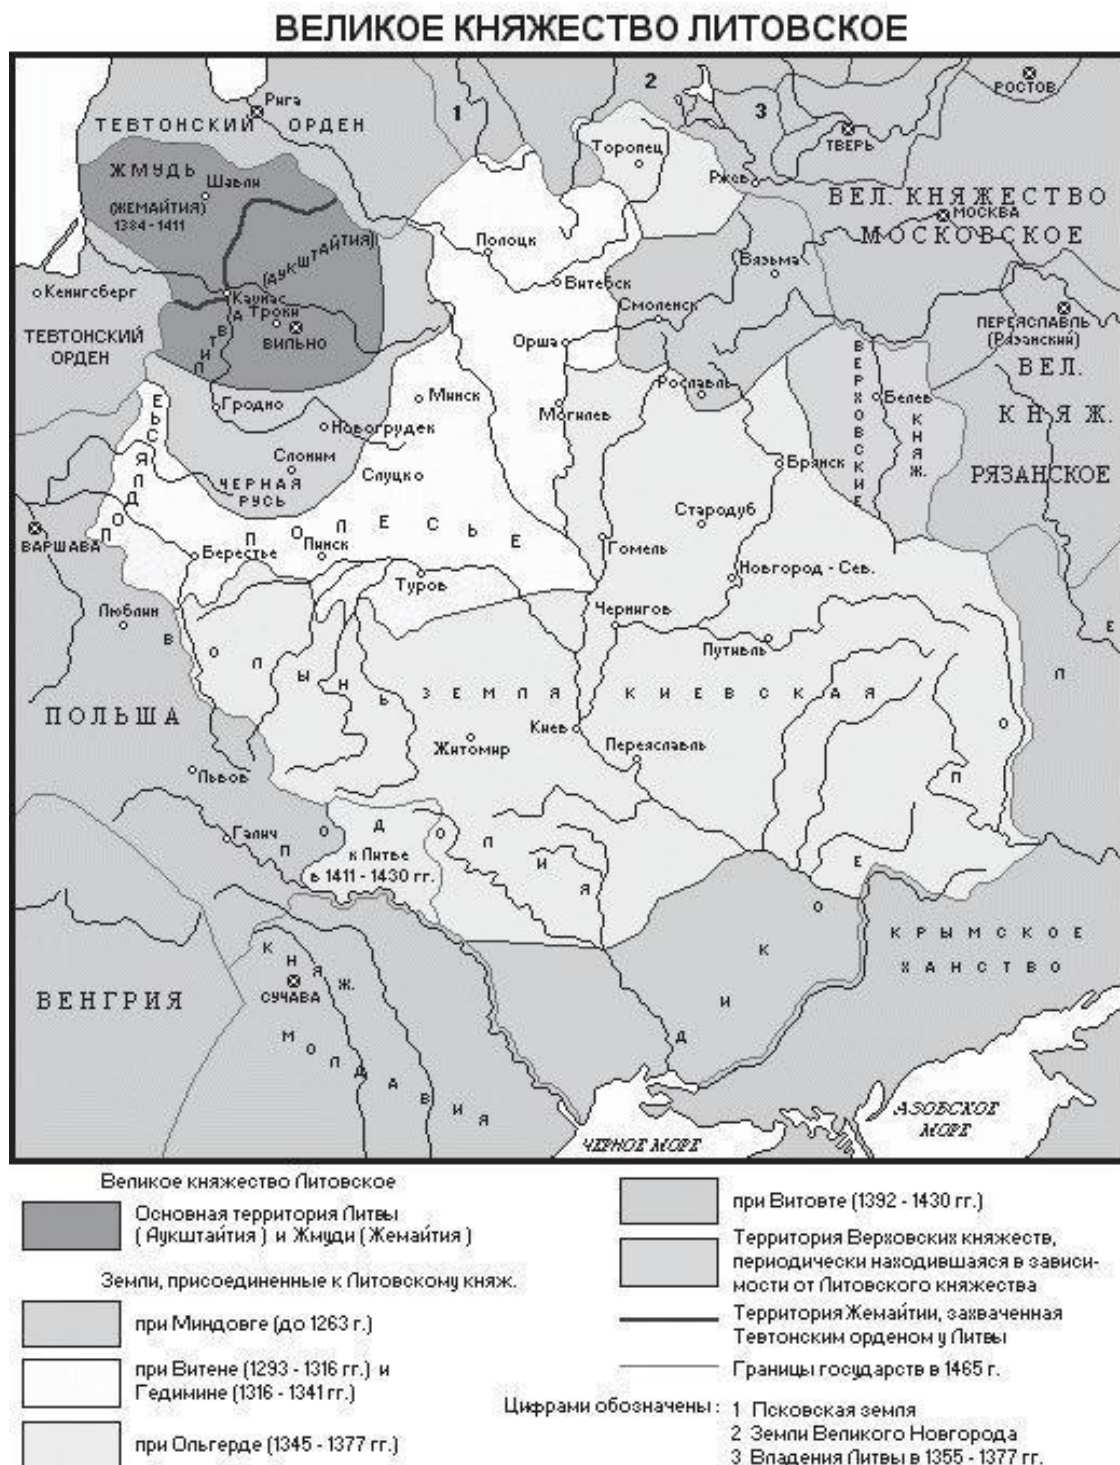 ВЕЛИКОЕ КНЯЖЕСТВО ЛИТОВСКОЕ
Рига
ТЕВТОНСКИЙ ОРДЕН
1
2
3
РОСТОВ
ТВЕРЬ
Торопец
Ржев
ЖМУДЬ
Шавли
(ЖЕМАЙТИЯ)
1384 - 1411
(АУКШТАЙТИЯ)
ВЕЛ. КНЯЖЕСТВО
МОСКВА
МОСКОВСКОЕ
Полоцк
Витебск
Вязьма
Смоленск
Кенигсберг
Каунас
Троки
ВИЛЬНО
ЛИТВА
ТЕВТОНСКИЙ
ОРДЕН
Орша
ПЕРЕЯСЛАВЛЬ
(Рязанский)
ВЕЛ.
КНЯЖ.
РЯЗАНСКОЕ
ВЕРХОВСКИЕ
КНЯЖ.
Белев
Рославль
Минск
Могилев
Гродно
Новогрудек
Слоним
ЧЕРНАЯ
РУСЬ
Слуцк
Брянск
Стародуб
ПОДЛЯСЬЕ
ПОЛЕСЬЕ
ВАРШАВА
Берестье
Пинск
Туров
Гомель
Новгород - Сев.
Люблин
Чернигов
Путивль
ВОЛЫНЬ
ЗЕМЛЯ КИЕВСКАЯ
ПОЛЬША
Киев
Житомир
Переяславль
Львов
Галич
ПОДОЛИЯ
к Литье
в 1411 - 1430 гг.
ДИКОЕ ПОЛЕ
КРЫМСКОЕ
ХАНСТВО
ВЕНГРИЯ
КНЯЖ.
СУЧАВА
МОЛДАВИЯ
АЗОВСКОЕ
МОРЕ
ЧЕРНОЕ МОРЕ
Великое княжество Литовское
Основная территория Литвы
( Аукштайтия ) и Жмуди ( Жемайтия )
Земли, присоединенные к Литовскому княж.
при Миндовге (до 1263 г.)
при Витене (1293 - 1316 гг.) и
Гедимине (1316 - 1341 гг.)
при Ольгерде (1345 - 1377 гг.)
при Витовте (1392 - 1430 гг.)
Территория Верховских княжеств,
периодически находившаяся в зависи-
мости от Литовского княжества
Территория Жемайтии, захваченная
Тевтонским орденом у Литвы
Границы государств в 1465 г.
Цифрами обозначены : 1 Псковская земля
2 Земли Великого Новгорода
3 Владения Литвы в 1355 - 1377 гг.